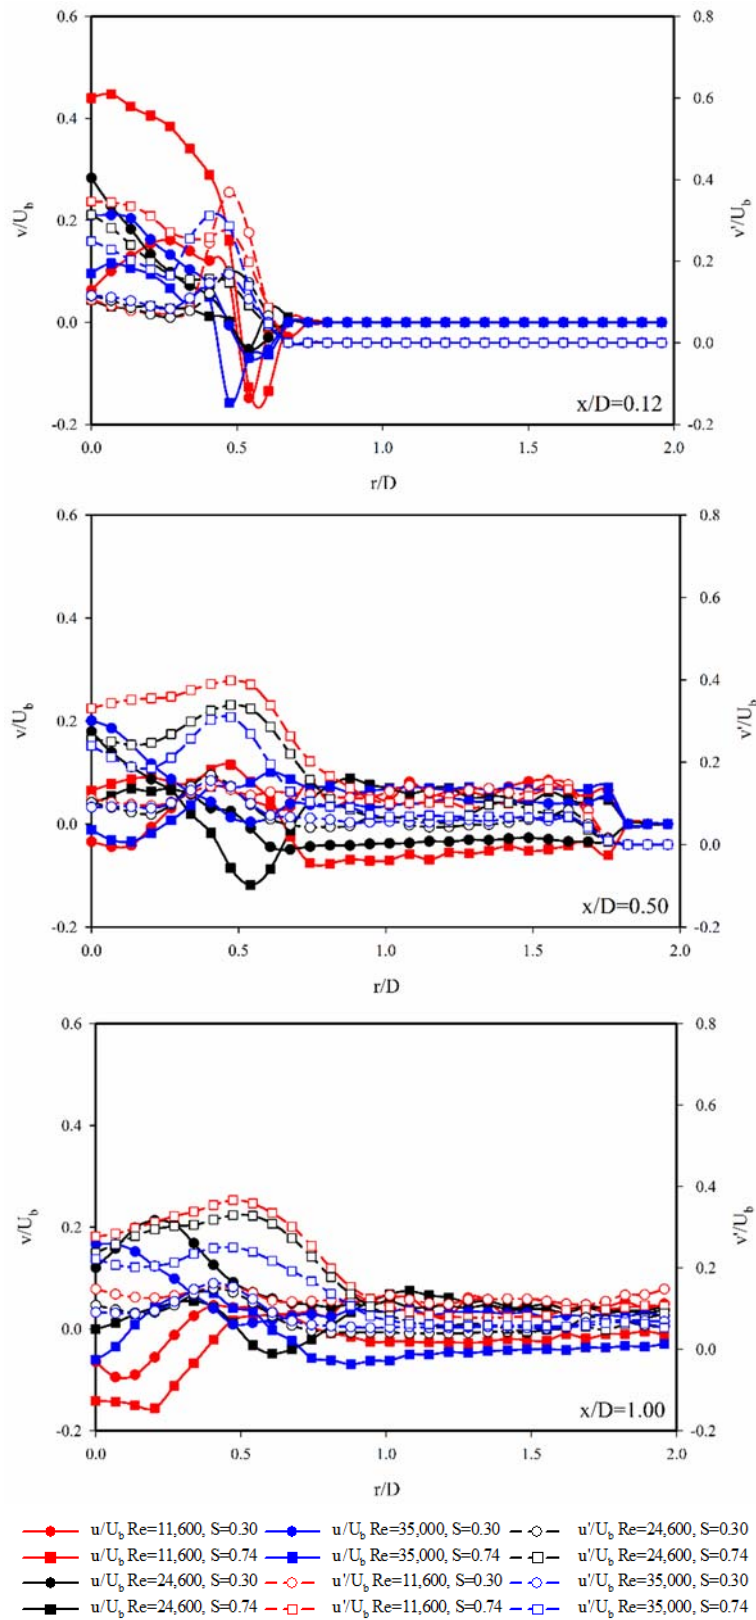 0.6
0.4
0.2
0.0
-0.2
v/U_b
0.8
0.6
0.4
0.2
0.0
-0.2
v'/U_b
x/D=0.12
0.0 0.5 1.0 1.5 2.0
r/D
0.6
0.4
0.2
0.0
-0.2
v/U_b
0.8
0.6
0.4
0.2
0.0
-0.2
v'/U_b
x/D=0.50
0.0 0.5 1.0 1.5 2.0
r/D
0.6
0.4
0.2
0.0
-0.2
v/U_b
0.8
0.6
0.4
0.2
0.0
-0.2
v'/U_b
x/D=1.00
0.0 0.5 1.0 1.5 2.0
r/D
u/U_b Re=11,600, S=0.30 u/U_b Re=35,000, S=0.30 u'/U_b Re=24,600, S=0.30
u/U_b Re=11,600, S=0.74 u/U_b Re=35,000, S=0.74 u'/U_b Re=24,600, S=0.74
u/U_b Re=24,600, S=0.30 u'/U_b Re=11,600, S=0.30 u'/U_b Re=35,000, S=0.30
u/U_b Re=24,600, S=0.74 u'/U_b Re=11,600, S=0.74 u'/U_b Re=35,000, S=0.74